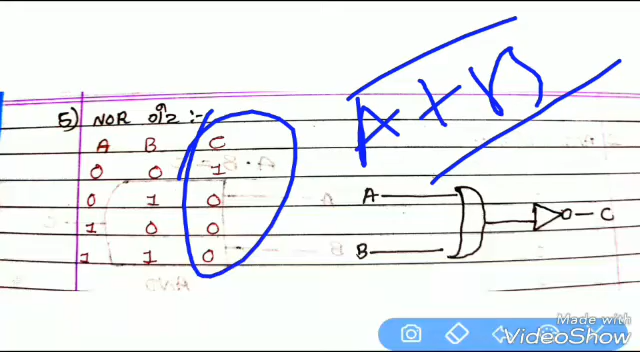 5) NOR ગેટ :-
A B C
0 0 1
0 1 0
1 0 0
1 1 0
A+B
A
B
C
Made with
VideoShow